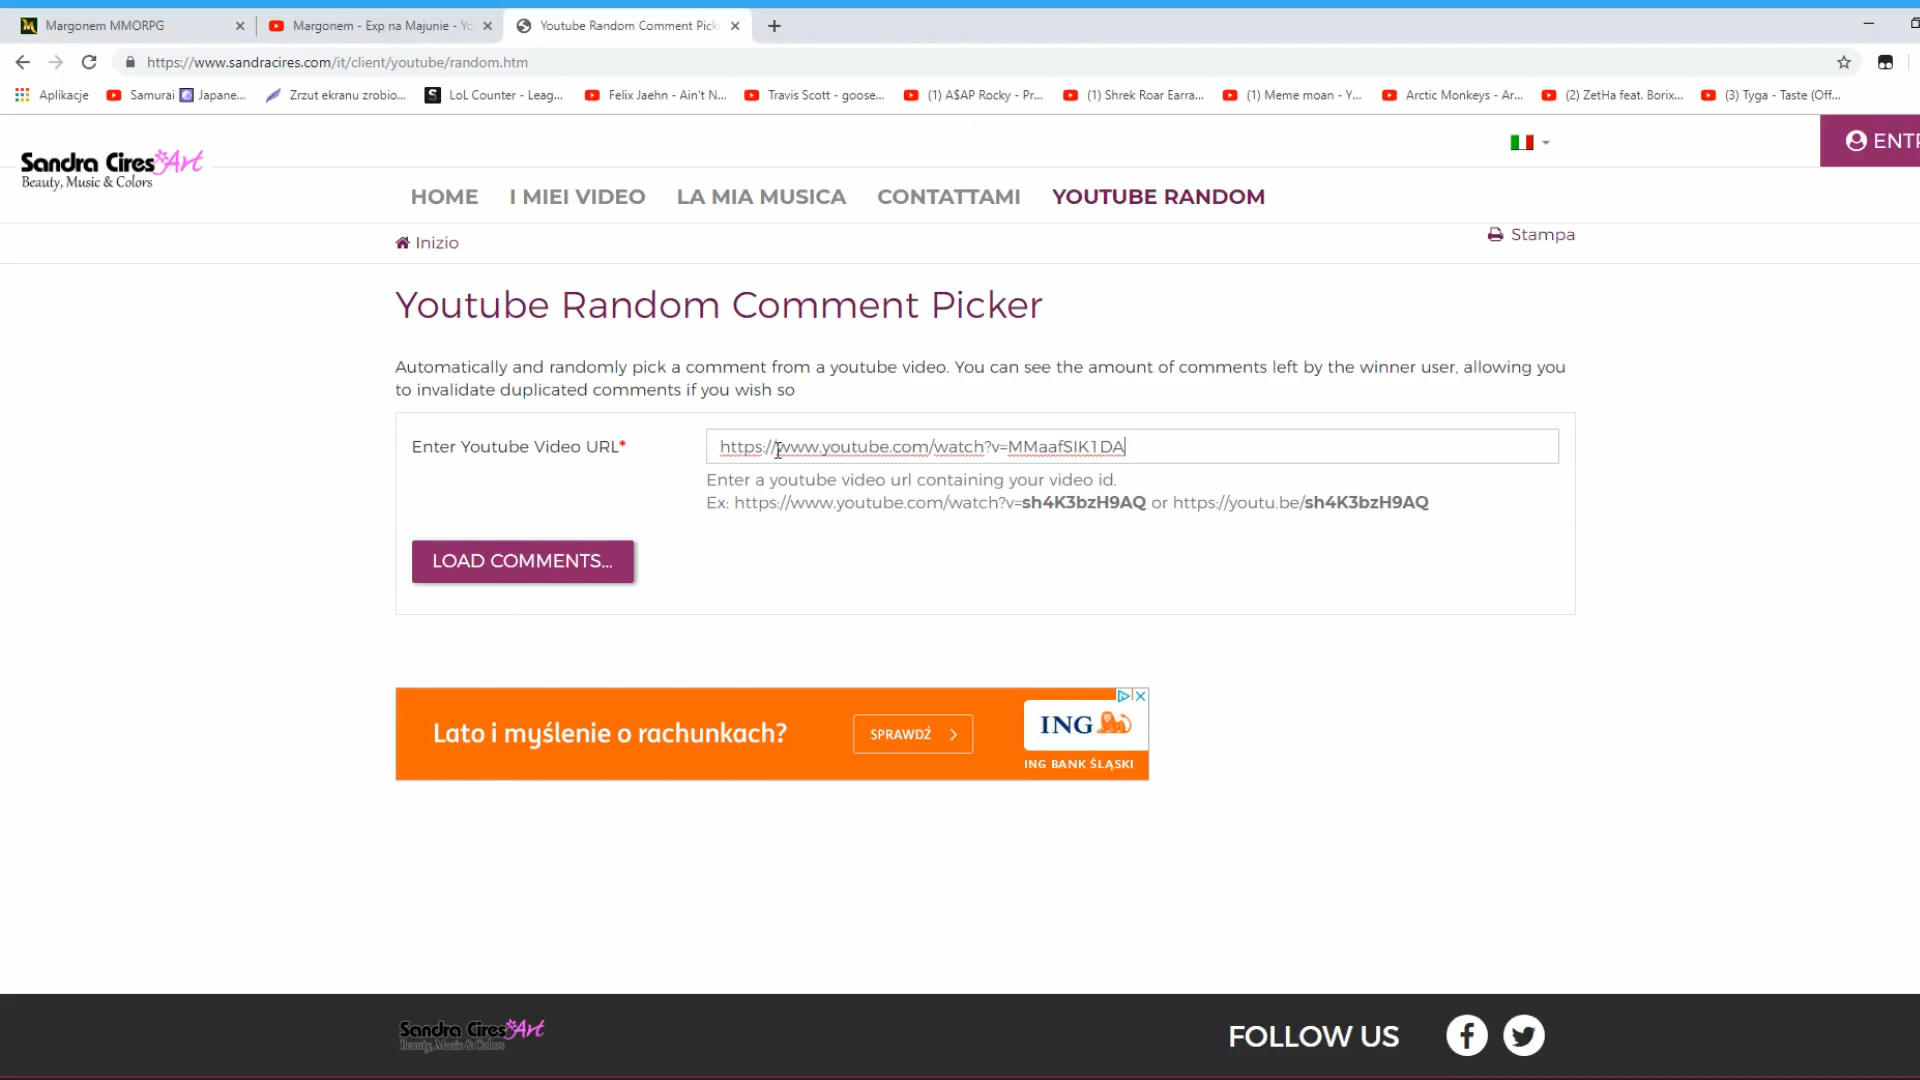 Margonem MMORPG
Margonem - Exp na Majunie - Yo
Youtube Random Comment Pick
https://www.sandracires.com/it/client/youtube/random.htm
Aplikacje
Samurai
Japane...
Zrzut ekranu zrobio...
LoL Counter - Leag...
Felix Jaehn - Ain't N...
Travis Scott - goose...
(1) A$AP Rocky - Pr...
(1) Shrek Roar Earra...
(1) Meme moan - Y...
Arctic Monkeys - Ar...
(2) ZetHa feat. Borix...
(3) Tyga - Taste (Off...
Sandra Cires Art
Beauty, Music & Colors
ENTR
HOME
I MIEI VIDEO
LA MIA MUSICA
CONTATTAMI
YOUTUBE RANDOM
Inizio
Stampa
Youtube Random Comment Picker
Automatically and randomly pick a comment from a youtube video. You can see the amount of comments left by the winner user, allowing you
to invalidate duplicated comments if you wish so
Enter Youtube Video URL*
https://www.youtube.com/watch?v=MMaafSIK1DA
Enter a youtube video url containing your video id.
Ex: https://www.youtube.com/watch?v=sh4K3bzH9AQ or https://youtu.be/sh4K3bzH9AQ
LOAD COMMENTS...
Lato i myślenie o rachunkach?
SPRAWDŹ
ING
ING BANK ŚLĄSKI
Sandra Cires Art
Beauty, Music & Colors
FOLLOW US